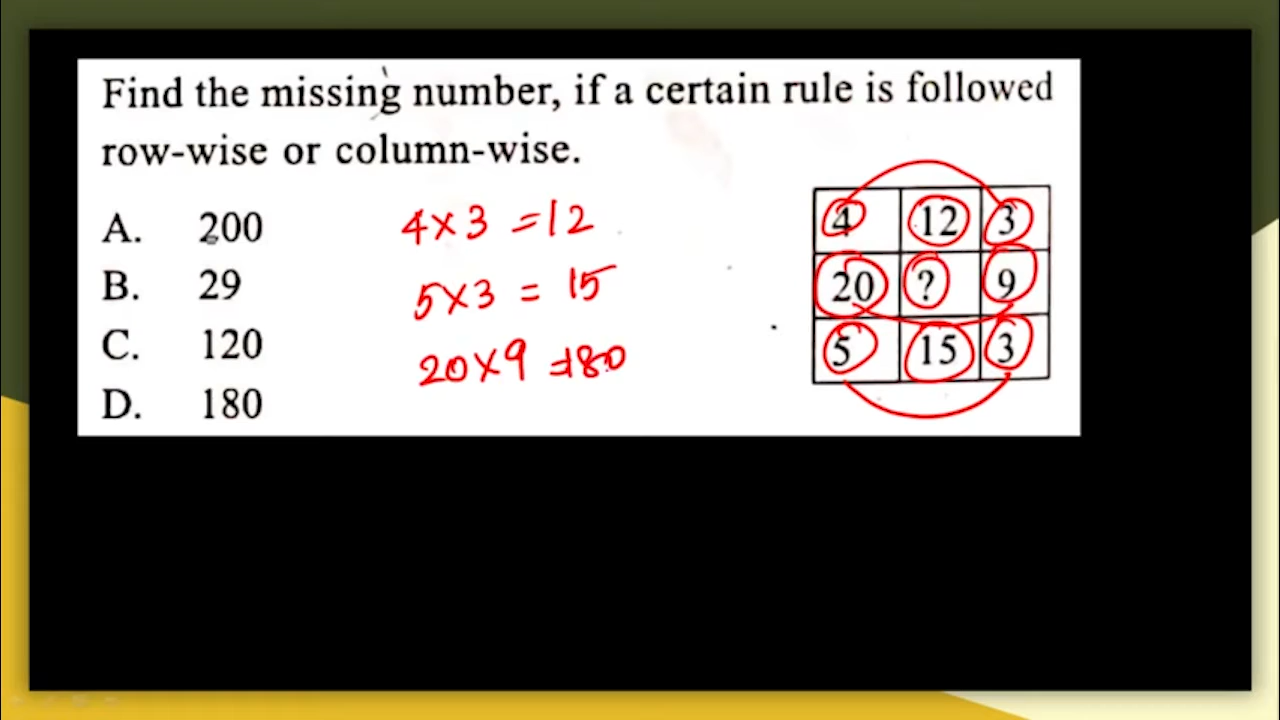 Find the missing number, if a certain rule is followed
row-wise or column-wise.
A. 200
B. 29
C. 120
D. 180
4×3 =12
5×3 = 15
20×9 =180
4 12 3
20 ? 9
5 15 3